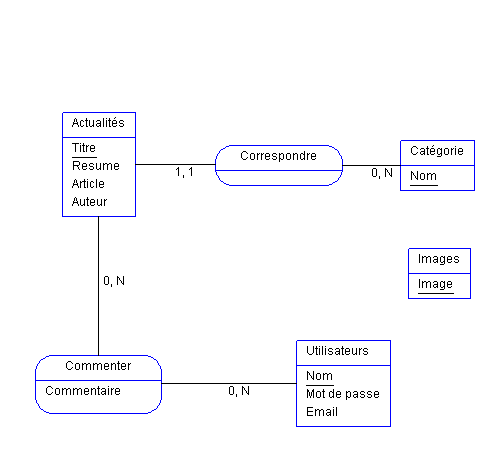 Actualités
Titre
Resume
Article
Auteur
1, 1
Correspondre
0, N
Catégorie
Nom
Images
Image
0, N
Commenter
Commentaire
0, N
Utilisateurs
Nom
Mot de passe
Email